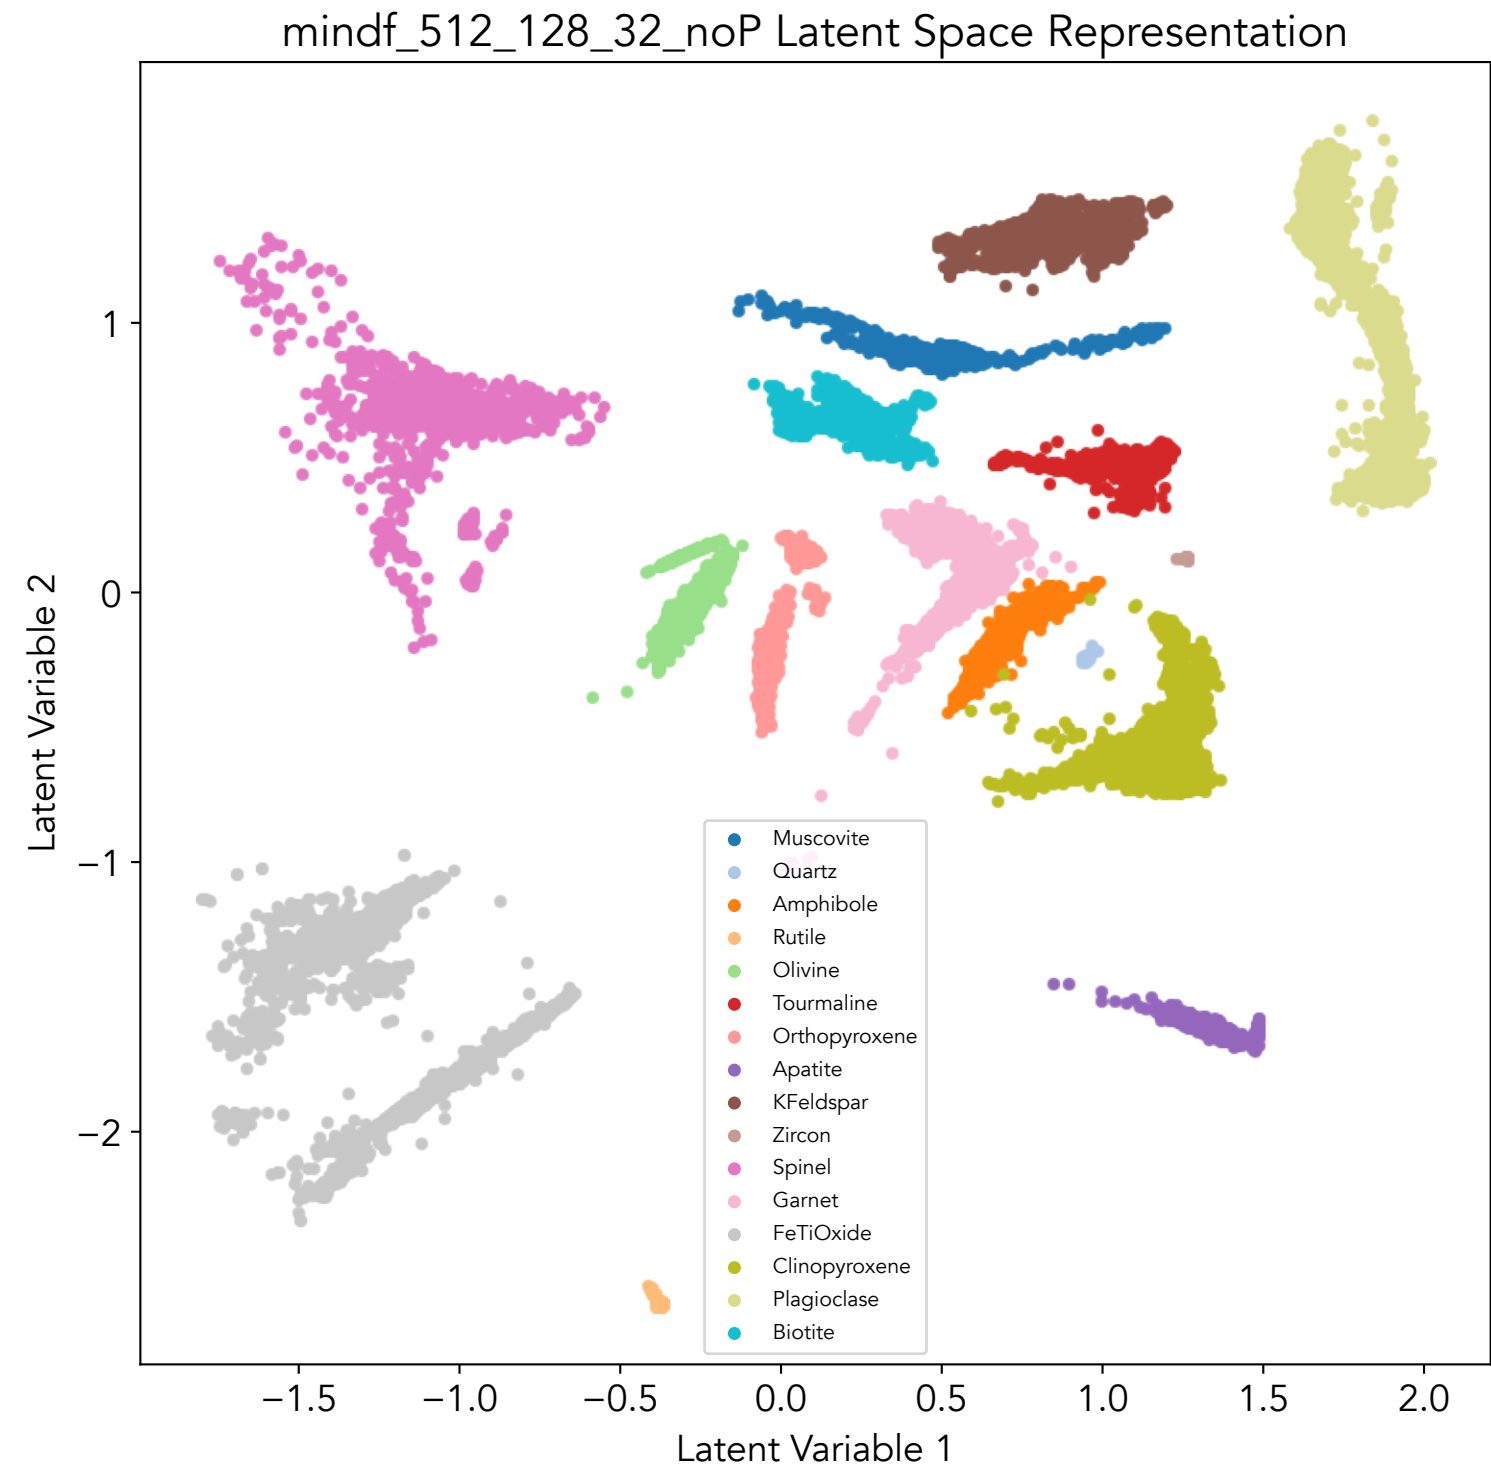 mindf_512_128_32_noP Latent Space Representation
1
0
−1
−2
Latent Variable 2
Muscovite
Quartz
Amphibole
Rutile
Olivine
Tourmaline
Orthopyroxene
Apatite
KFeldspar
Zircon
Spinel
Garnet
FeTiOxide
Clinopyroxene
Plagioclase
Biotite
−1.5 −1.0 −0.5 0.0 0.5 1.0 1.5 2.0
Latent Variable 1